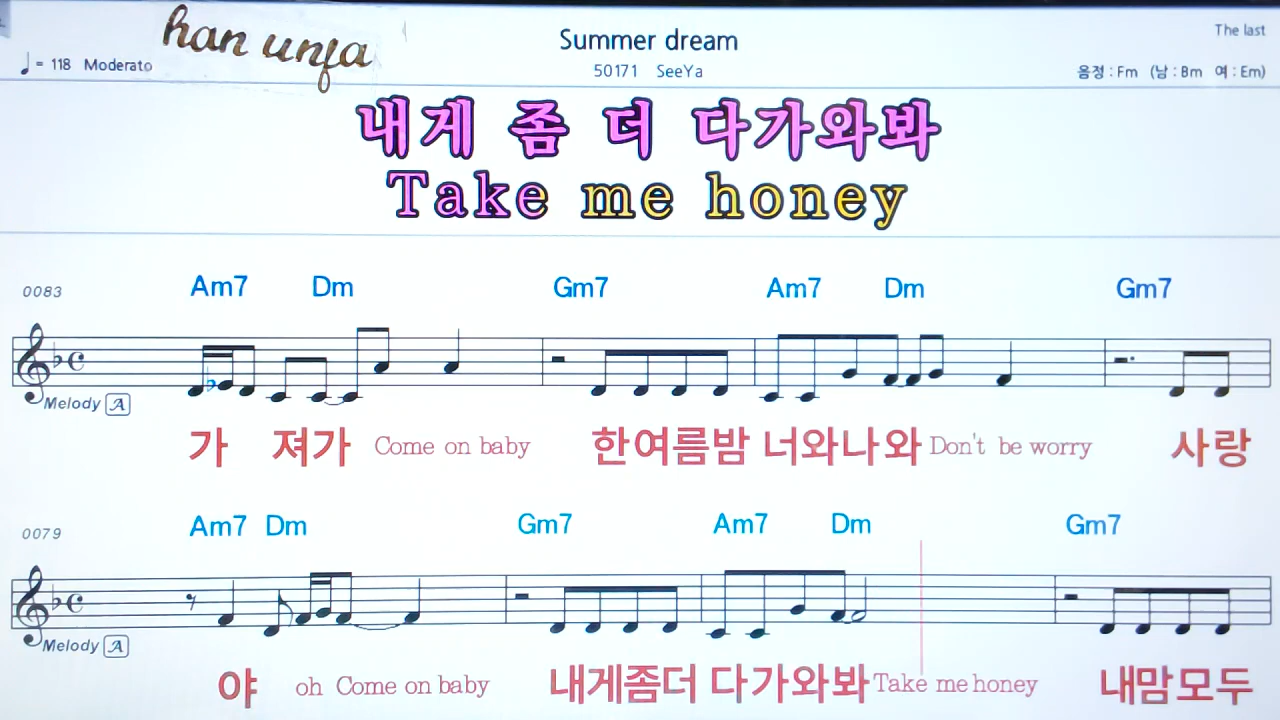 han unfa
Summer dream
The last
♩ = 118 Moderato
50171 SeeYa
음정 : Fm (남 : Bm 여 : Em)
내게 좀 더 다가와봐
Take me honey
0083 Am7 Dm Gm7 Am7 Dm Gm7
Melody A
가 져가 Come on baby 한여름밤 너와나와 Don't be worry 사랑
0079 Am7 Dm Gm7 Am7 Dm Gm7
Melody A
야 oh Come on baby 내게좀더 다가와봐 Take me honey 내맘모두